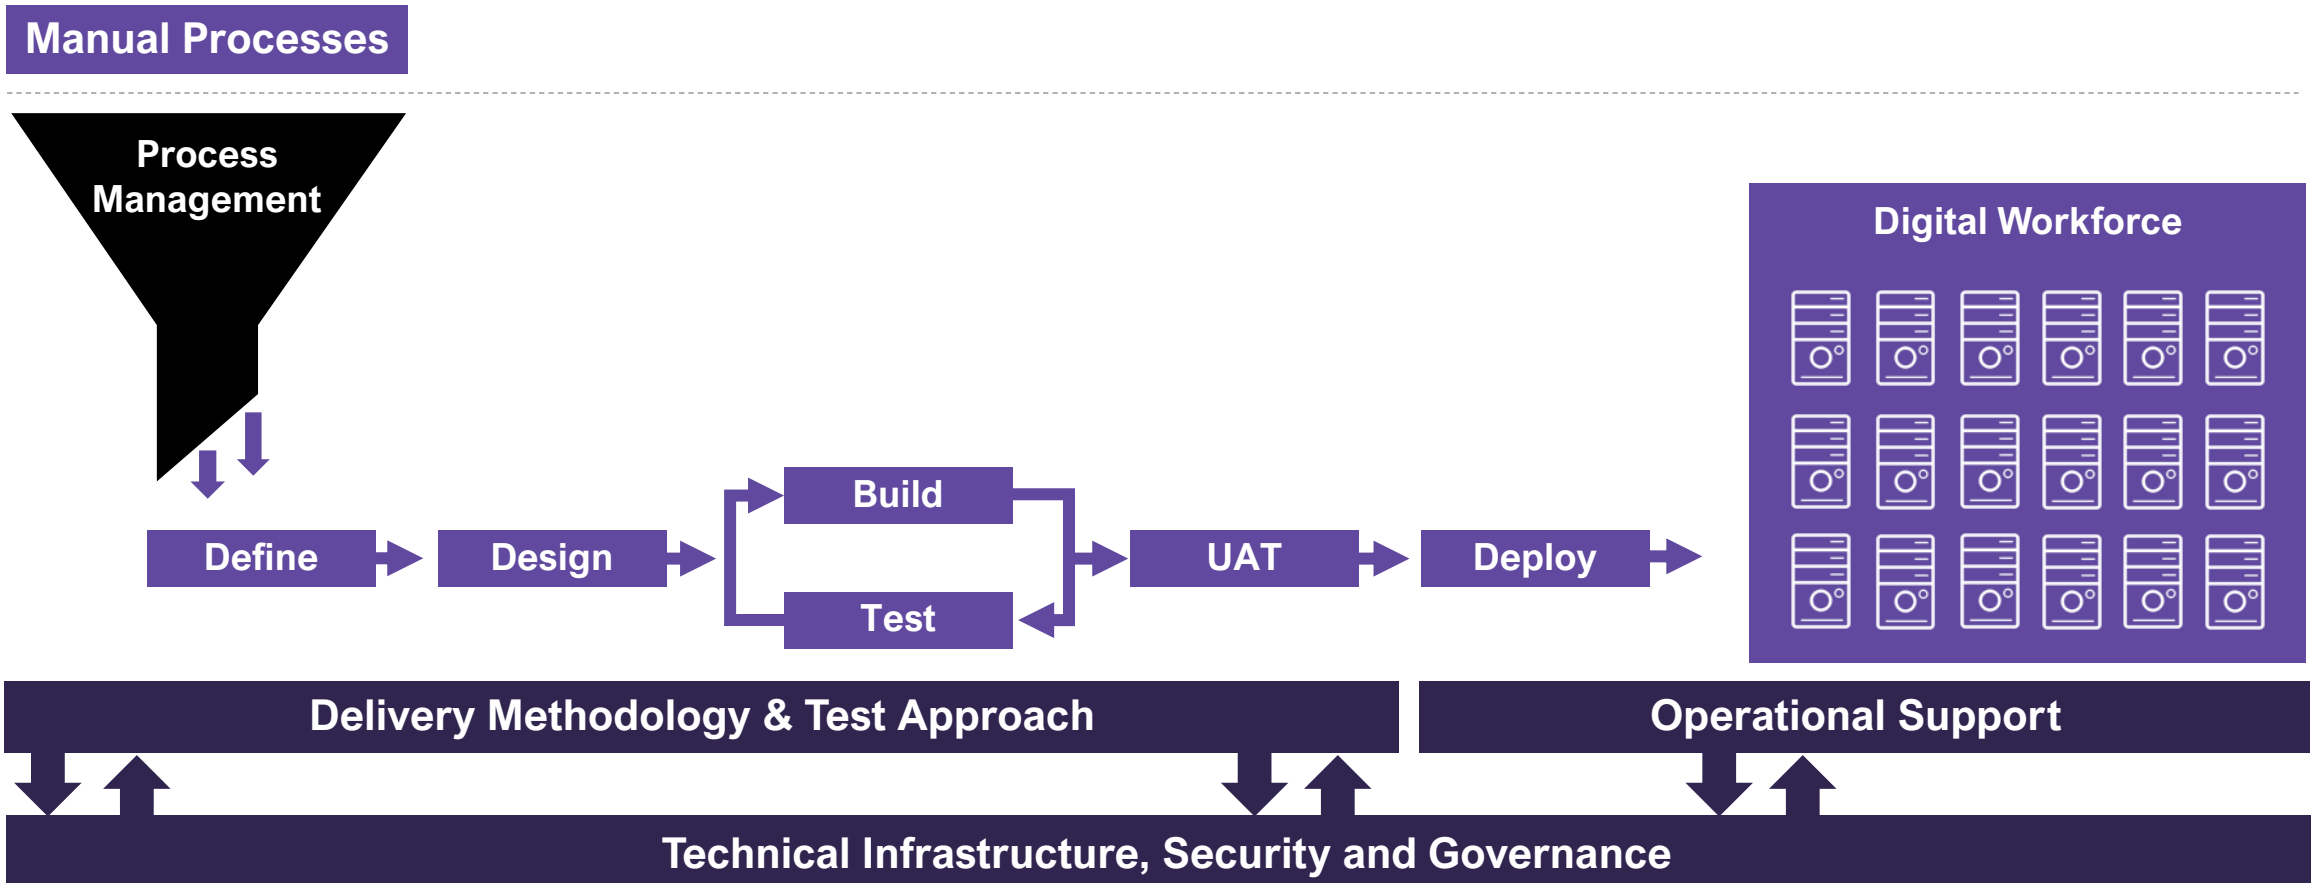 Manual Processes
Process
Management
Digital Workforce
Define
Design
Build
Test
UAT
Deploy
Delivery Methodology & Test Approach
Operational Support
Technical Infrastructure, Security and Governance